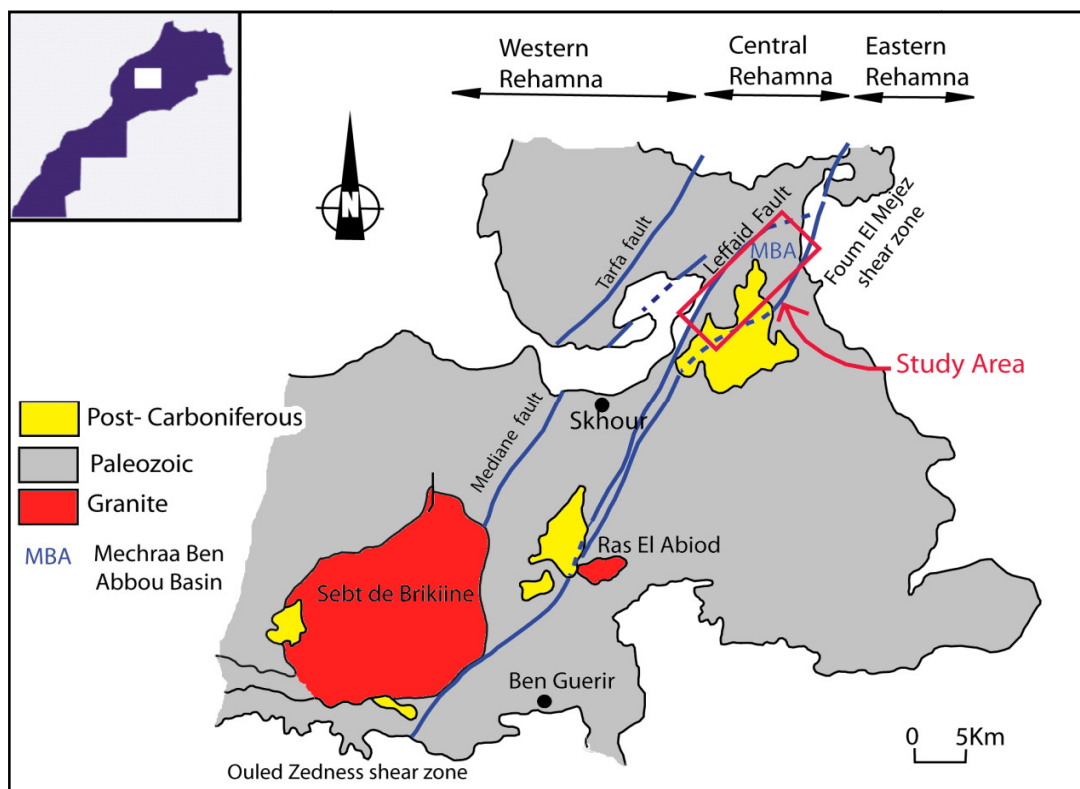 Western
Rehamna
Central
Rehamna
Eastern
Rehamna
N
Tarfa fault
Leffaid Fault
MBA
Foum El Mejez
shear zone
Study Area
Mediane fault
Skhour
Post- Carboniferous
Paleozoic
Granite
MBA
Mechraa Ben
Abbou Basin
Ras El Abiod
Sebt de Brikiine
Ben Guerir
0 5Km
Ouled Zedness shear zone